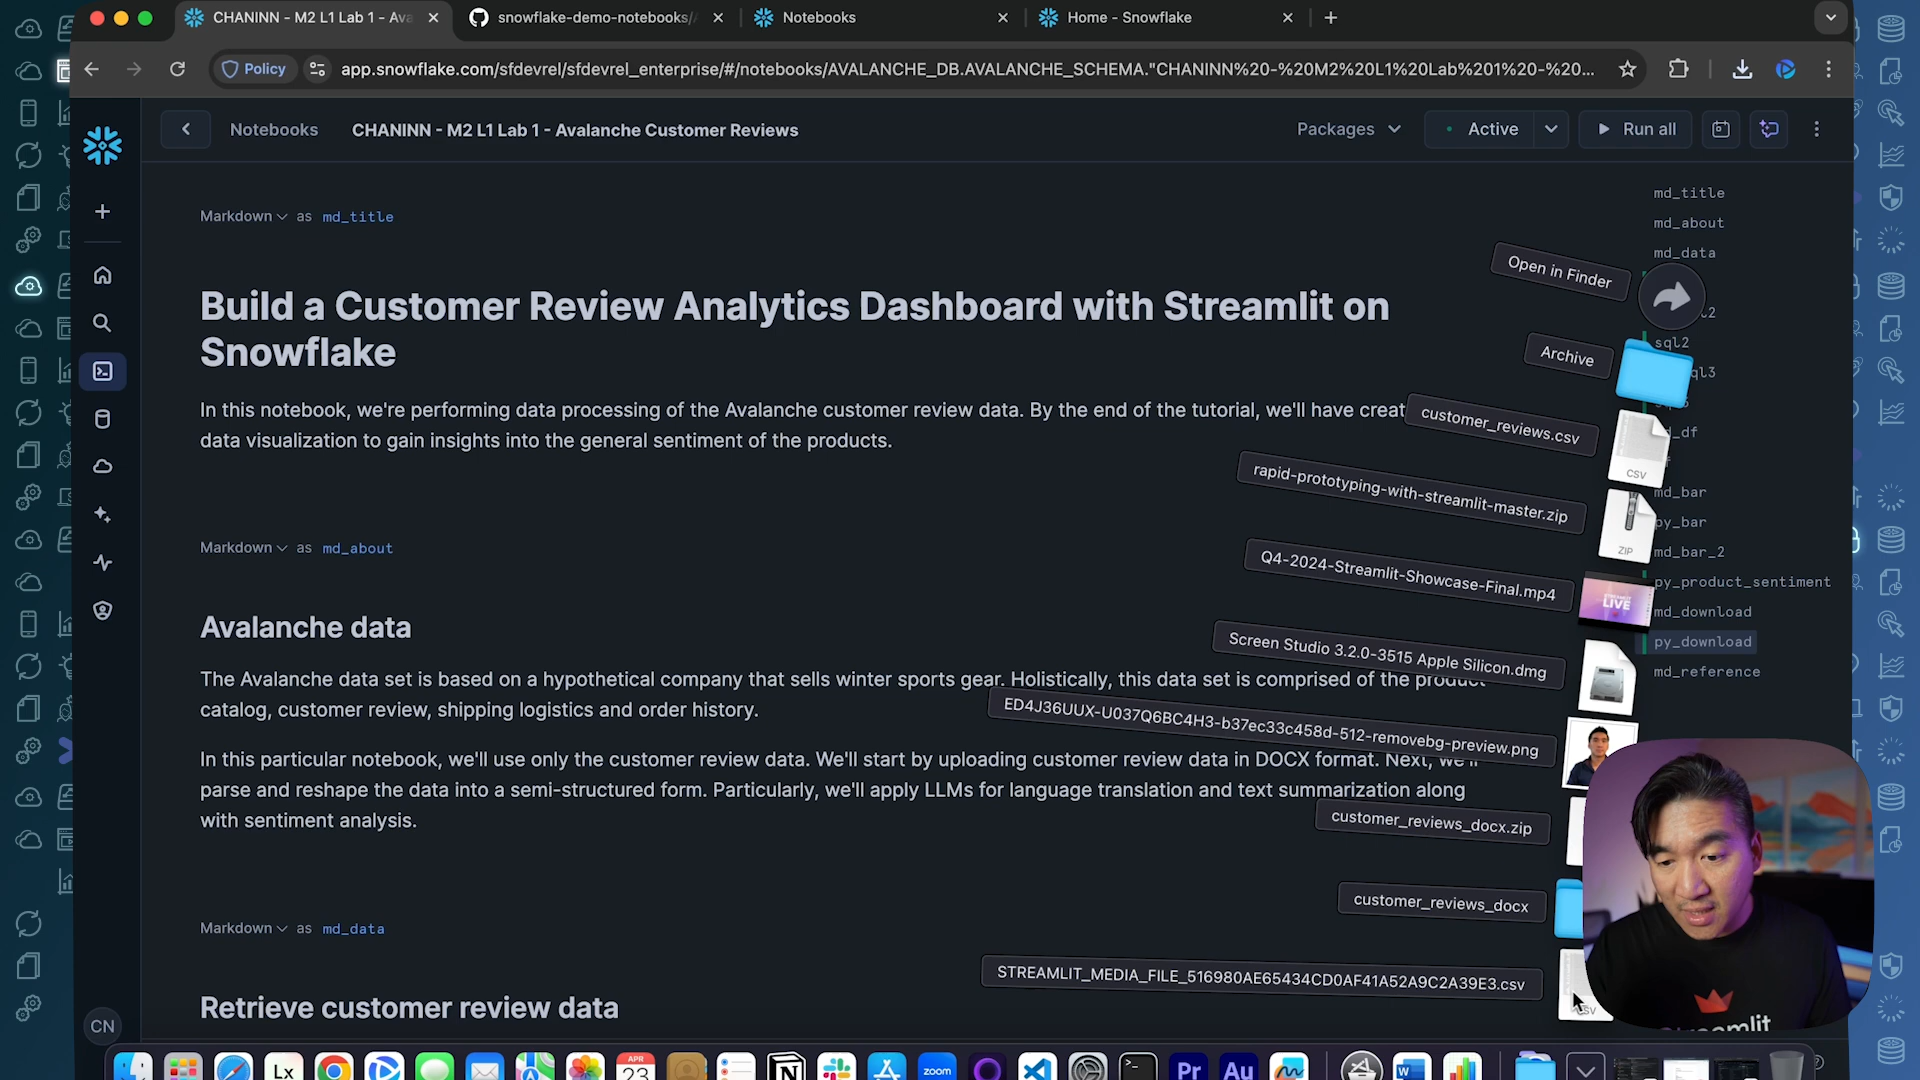 CHANINN - M2 L1 Lab 1 - Ava
snowflake-demo-notebooks/
Notebooks
Home - Snowflake
Policy
app.snowflake.com/sfdevrel/sfdevrel_enterprise/#/notebooks/AVALANCHE_DB.AVALANCHE_SCHEMA."CHANINN%20-%20M2%20L1%20Lab%201%20-%20...
Notebooks
CHANINN - M2 L1 Lab 1 - Avalanche Customer Reviews
Packages
Active
Run all
Markdown as md_title
Build a Customer Review Analytics Dashboard with Streamlit on
Snowflake
In this notebook, we're performing data processing of the Avalanche customer review data. By the end of the tutorial, we'll have creat
data visualization to gain insights into the general sentiment of the products.
Markdown as md_about
Avalanche data
The Avalanche data set is based on a hypothetical company that sells winter sports gear. Holistically, this data set is comprised of the product
catalog, customer review, shipping logistics and order history.
In this particular notebook, we'll use only the customer review data. We'll start by uploading customer review data in DOCX format. Next, we'll
parse and reshape the data into a semi-structured form. Particularly, we'll apply LLMs for language translation and text summarization along
with sentiment analysis.
Markdown as md_data
Retrieve customer review data
CN
md_title
md_about
md_data
sql2
md_bar
py_bar
md_bar_2
py_product_sentiment
md_download
py_download
md_reference
Open in Finder
Archive
customer_reviews.csv
CSV
rapid-prototyping-with-streamlit-master.zip
ZIP
Q4-2024-Streamlit-Showcase-Final.mp4
STREAMLIT
LIVE
Screen Studio 3.2.0-3515 Apple Silicon.dmg
ED4J36UUX-U037Q6BC4H3-b37ec33c458d-512-removebg-preview.png
customer_reviews_docx.zip
customer_reviews_docx
STREAMLIT_MEDIA_FILE_516980AE65434CD0AF41A52A9C2A39E3.csv
CSV
Streamlit
Lx
APR
23
zoom
Pr
Au